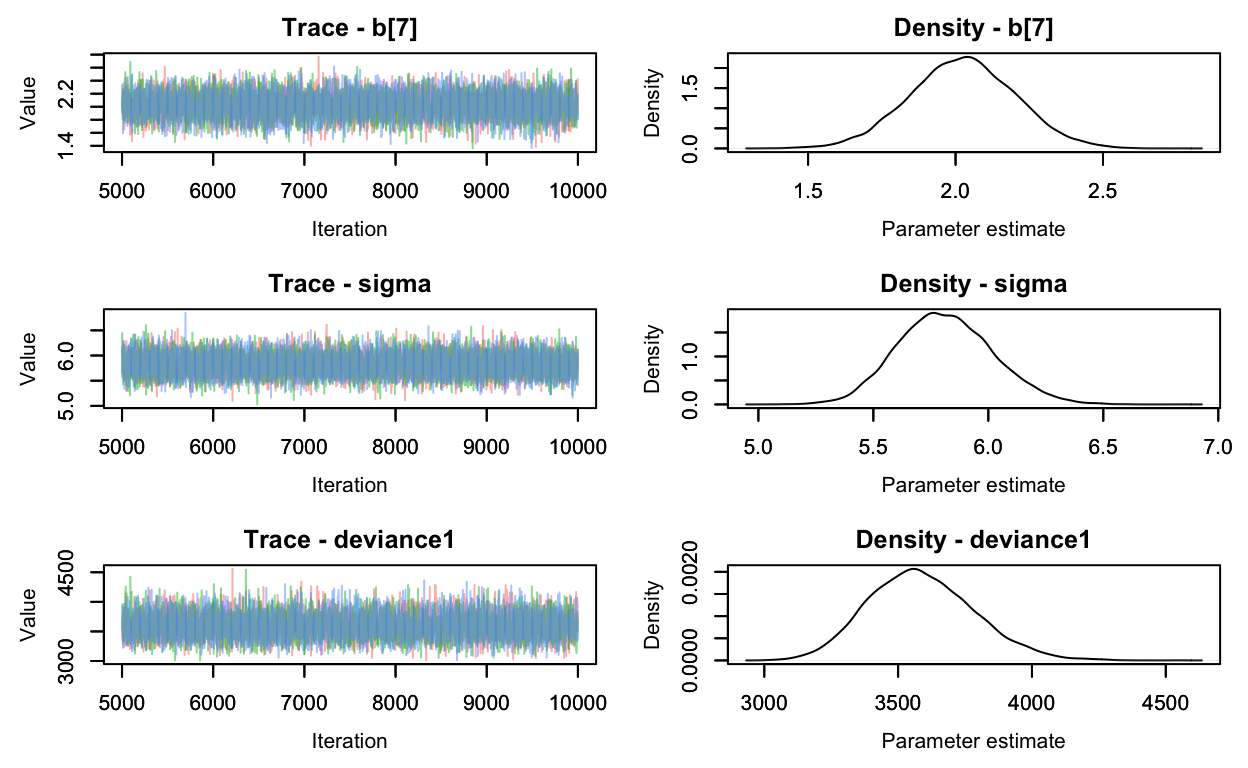 Trace - b[7]
Value
1.4 2.2
5000 6000 7000 8000 9000 10000
Iteration
Density - b[7]
Density
0.0 1.5
1.5 2.0 2.5
Parameter estimate
Trace - sigma
Value
5.0 6.0
5000 6000 7000 8000 9000 10000
Iteration
Density - sigma
Density
0.0 1.0
5.0 5.5 6.0 6.5 7.0
Parameter estimate
Trace - deviance1
Value
3000 4500
5000 6000 7000 8000 9000 10000
Iteration
Density - deviance1
Density
0.0000 0.0020
3000 3500 4000 4500
Parameter estimate